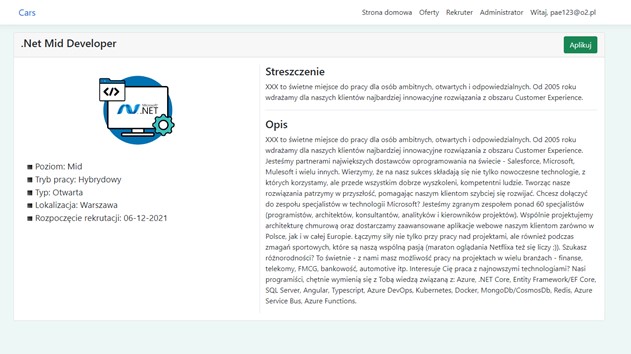 Cars
Strona domowa Oferty Rekruter Administrator Witaj, pae123@o2.pl
.Net Mid Developer
Aplikuj
Microsoft
.NET
Poziom: Mid
Tryb pracy: Hybrydowy
Typ: Otwarta
Lokalizacja: Warszawa
Rozpoczęcie rekrutacji: 06-12-2021
Streszczenie
XXX to świetne miejsce do pracy dla osób ambitnych, otwartych i odpowiedzialnych. Od 2005 roku
wdrażamy dla naszych klientów najbardziej innowacyjne rozwiązania z obszaru Customer Experience.
Opis
XXX to świetne miejsce do pracy dla osób ambitnych, otwartych i odpowiedzialnych. Od 2005 roku
wdrażamy dla naszych klientów najbardziej innowacyjne rozwiązania z obszaru Customer Experience.
Jesteśmy partnerami największych dostawców oprogramowania na świecie - Salesforce, Microsoft,
Mulesoft i wielu innych. Wierzymy, że na nasz sukces składają się nie tylko nowoczesne technologie, z
których korzystamy, ale przede wszystkim dobrze wyszkoleni, kompetentni ludzie. Tworząc nasze
rozwiązania patrzymy w przyszłość, pomagając naszym klientom szybciej się rozwijać. Chcesz dołączyć
do zespołu specjalistów w technologii Microsoft? Jesteśmy zgranym zespołem ponad 60 specjalistów
(programistów, architektów, konsultantów, analityków i kierowników projektów). Wspólnie projektujemy
architekturę chmurową oraz dostarczamy zaawansowane aplikacje webowe naszym klientom zarówno w
Polsce, jak i w całej Europie. Łączymy siły nie tylko przy pracy nad projektami, ale również podczas
zmagań sportowych, które są naszą wspólną pasją (maraton oglądania Netflixa też się liczy ;)). Szukasz
różnorodności? To świetnie - z nami masz możliwość pracy na projektach w wielu branżach - finanse,
telekomy, FMCG, bankowość, automotive itp. Interesuje Cię praca z najnowszymi technologiami? Nasi
programiści, chętnie wymienią się z Tobą wiedzą związaną z: Azure, .NET Core, Entity Framework/EF Core,
SQL Server, Angular, Typescript, Azure DevOps, Kubernetes, Docker, MongoDb/CosmosDb, Redis, Azure
Service Bus, Azure Functions.